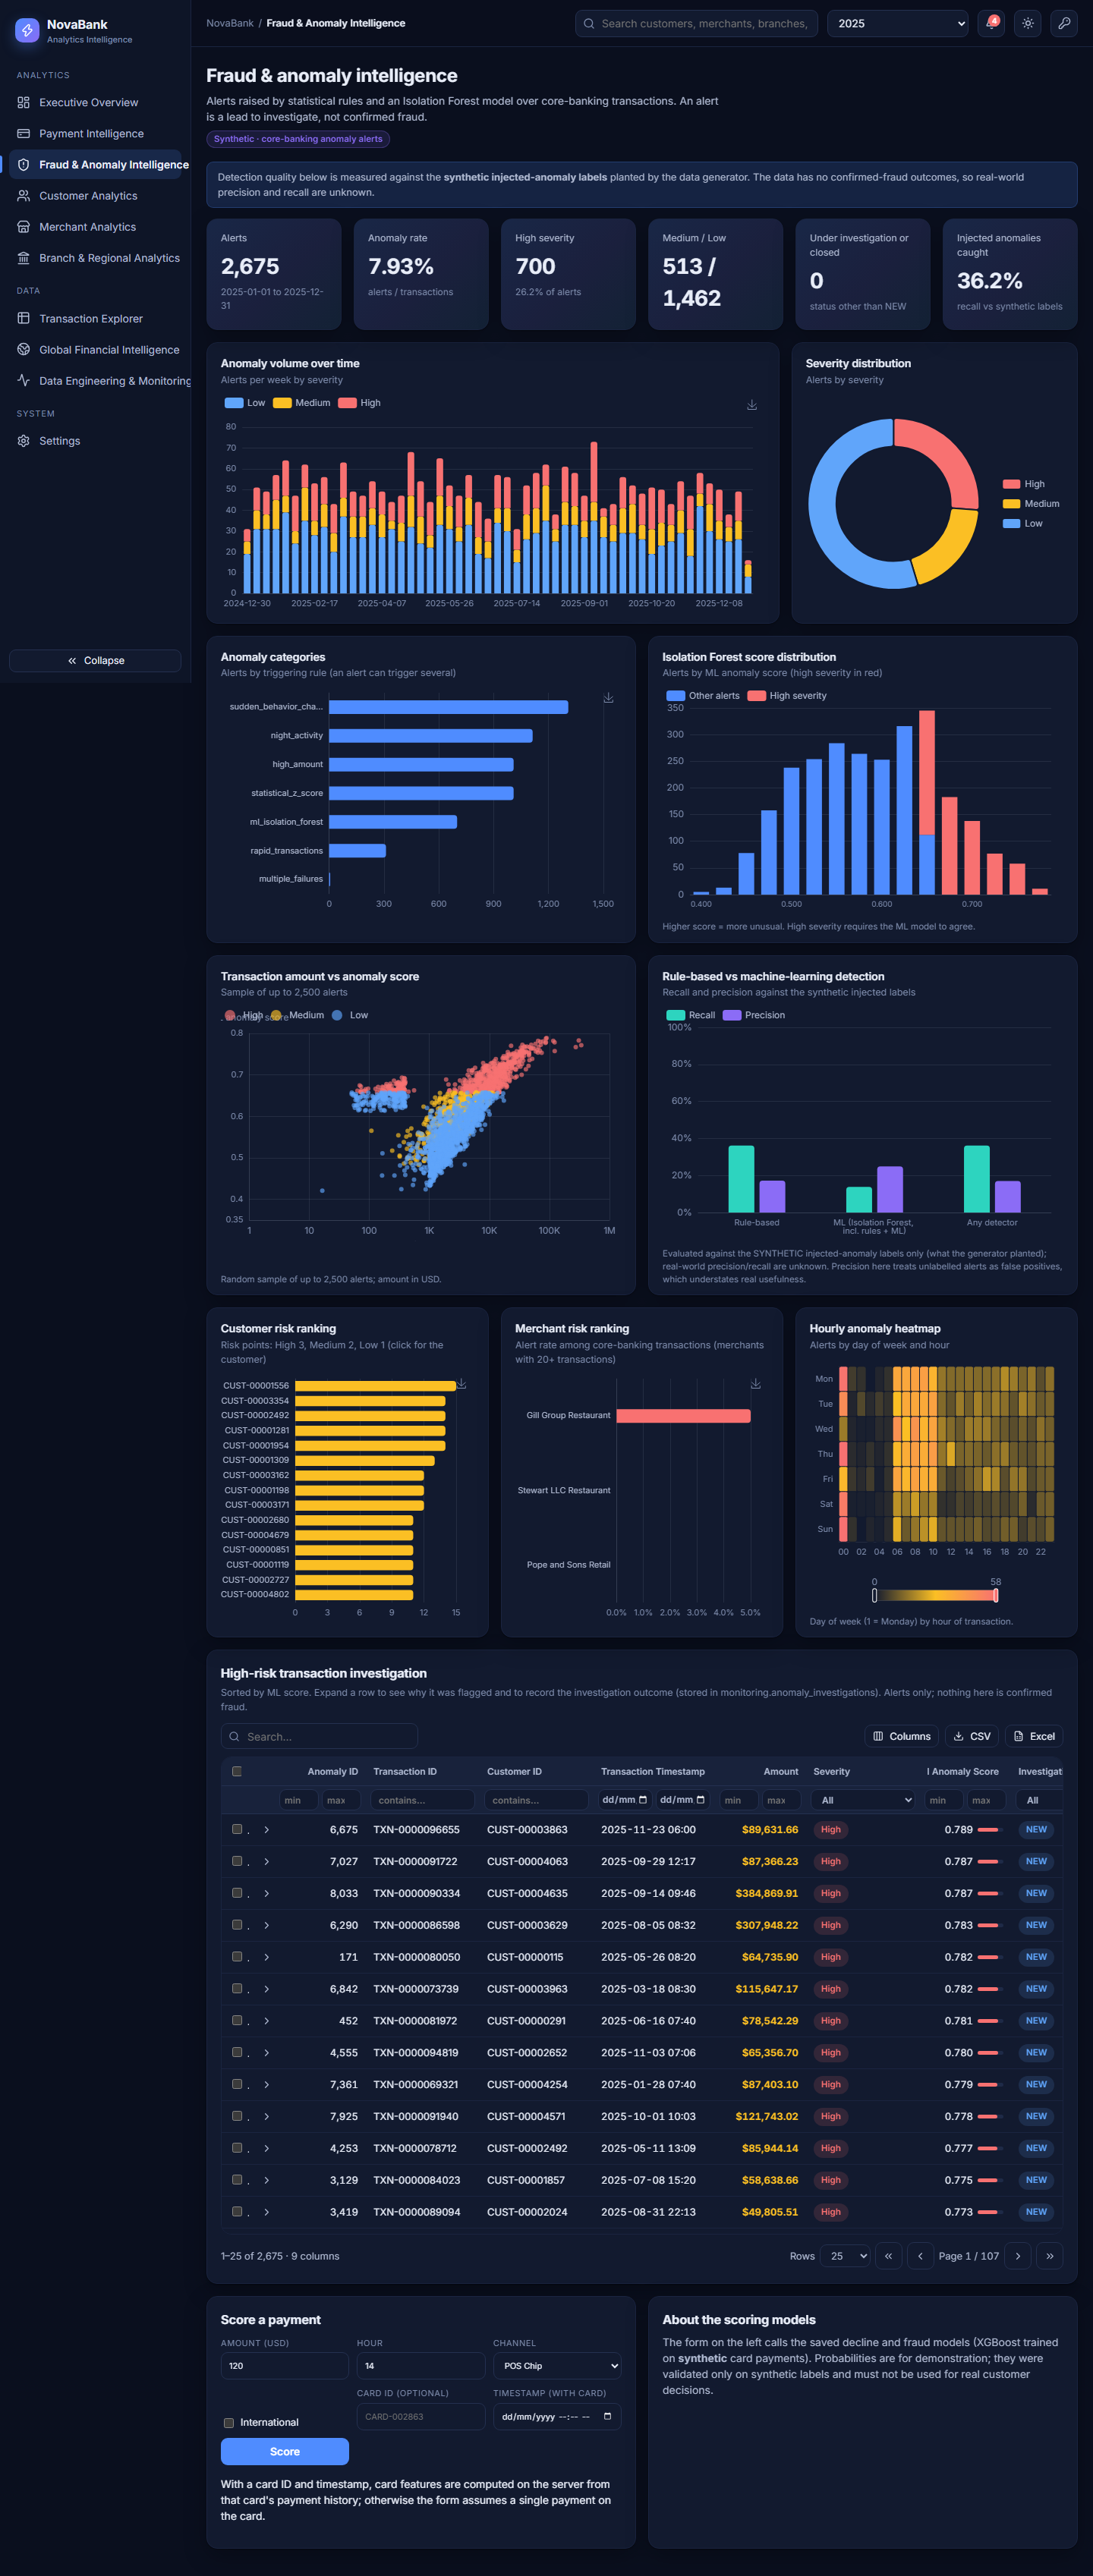 NovaBank
Analytics Intelligence
ANALYTICS
Executive Overview
Payment Intelligence
Fraud & Anomaly Intelligence
Customer Analytics
Merchant Analytics
Branch & Regional Analytics
DATA
Transaction Explorer
Global Financial Intelligence
Data Engineering & Monitoring
SYSTEM
Settings
Collapse
NovaBank / Fraud & Anomaly Intelligence
Search customers, merchants, branches,
2025
4
Fraud & anomaly intelligence
Alerts raised by statistical rules and an Isolation Forest model over core-banking transactions. An alert
is a lead to investigate, not confirmed fraud.
Synthetic · core-banking anomaly alerts
Detection quality below is measured against the synthetic injected-anomaly labels planted by the data generator. The data has no confirmed-fraud outcomes, so real-world
precision and recall are unknown.
Alerts
2,675
2025-01-01 to 2025-12-
31
Anomaly rate
7.93%
alerts / transactions
High severity
700
26.2% of alerts
Medium / Low
513 /
1,462
Under investigation or
closed
0
status other than NEW
Injected anomalies
caught
36.2%
recall vs synthetic labels
Anomaly volume over time
Alerts per week by severity
Low Medium High
80
70
60
50
40
30
20
10
0
2024-12-30 2025-02-17 2025-04-07 2025-05-26 2025-07-14 2025-09-01 2025-10-20 2025-12-08
Severity distribution
Alerts by severity
High
Medium
Low
Anomaly categories
Alerts by triggering rule (an alert can trigger several)
sudden_behavior_cha...
night_activity
high_amount
statistical_z_score
ml_isolation_forest
rapid_transactions
multiple_failures
0 300 600 900 1,200 1,500
Isolation Forest score distribution
Alerts by ML anomaly score (high severity in red)
Other alerts High severity
350
300
250
200
150
100
50
0
0.400 0.500 0.600 0.700
Higher score = more unusual. High severity requires the ML model to agree.
Transaction amount vs anomaly score
Sample of up to 2,500 alerts
High Medium Low
anomaly score
0.8
0.7
0.6
0.5
0.4
0.35
1 10 100 1K 10K 100K 1M
Random sample of up to 2,500 alerts; amount in USD.
Rule-based vs machine-learning detection
Recall and precision against the synthetic injected labels
Recall Precision
100%
80%
60%
40%
20%
0%
Rule-based ML (Isolation Forest, Any detector
incl. rules + ML)
Evaluated against the SYNTHETIC injected-anomaly labels only (what the generator planted);
real-world precision/recall are unknown. Precision here treats unlabelled alerts as false positives,
which understates real usefulness.
Customer risk ranking
Risk points: High 3, Medium 2, Low 1 (click for the
customer)
CUST-00001556
CUST-00003354
CUST-00002492
CUST-00001281
CUST-00001954
CUST-00001309
CUST-00003162
CUST-00001198
CUST-00003171
CUST-00002680
CUST-00004679
CUST-00000851
CUST-00001119
CUST-00002727
CUST-00004802
0 3 6 9 12 15
Merchant risk ranking
Alert rate among core-banking transactions (merchants
with 20+ transactions)
Gill Group Restaurant
Stewart LLC Restaurant
Pope and Sons Retail
0.0% 1.0% 2.0% 3.0% 4.0% 5.0%
Hourly anomaly heatmap
Alerts by day of week and hour
Mon
Tue
Wed
Thu
Fri
Sat
Sun
00 02 04 06 08 10 12 14 16 18 20 22
0 58
Day of week (1 = Monday) by hour of transaction.
High-risk transaction investigation
Sorted by ML score. Expand a row to see why it was flagged and to record the investigation outcome (stored in monitoring.anomaly_investigations). Alerts only; nothing here is confirmed
fraud.
Search...
Columns CSV Excel
Anomaly ID Transaction ID Customer ID Transaction Timestamp Amount Severity l Anomaly Score Investigat
min max contains... contains... dd/mm dd/mm min max All min max All
6,675 TXN-0000096655 CUST-00003863 2025-11-23 06:00 $89,631.66 High 0.789 NEW
7,027 TXN-0000091722 CUST-00004063 2025-09-29 12:17 $87,366.23 High 0.787 NEW
8,033 TXN-0000090334 CUST-00004635 2025-09-14 09:46 $384,869.91 High 0.787 NEW
6,290 TXN-0000086598 CUST-00003629 2025-08-05 08:32 $307,948.22 High 0.783 NEW
171 TXN-0000080050 CUST-00000115 2025-05-26 08:20 $64,735.90 High 0.782 NEW
6,842 TXN-0000073739 CUST-00003963 2025-03-18 08:30 $115,647.17 High 0.782 NEW
452 TXN-0000081972 CUST-00000291 2025-06-16 07:40 $78,542.29 High 0.781 NEW
4,555 TXN-0000094819 CUST-00002652 2025-11-03 07:06 $65,356.70 High 0.780 NEW
7,361 TXN-0000069321 CUST-00004254 2025-01-28 07:40 $87,403.10 High 0.779 NEW
7,925 TXN-0000091940 CUST-00004571 2025-10-01 10:03 $121,743.02 High 0.778 NEW
4,253 TXN-0000078712 CUST-00002492 2025-05-11 13:09 $85,944.14 High 0.777 NEW
3,129 TXN-0000084023 CUST-00001857 2025-07-08 15:20 $58,638.66 High 0.775 NEW
3,419 TXN-0000089094 CUST-00002024 2025-08-31 22:13 $49,805.51 High 0.773 NEW
1–25 of 2,675 · 9 columns
Rows 25 Page 1 / 107
Score a payment
AMOUNT (USD) HOUR CHANNEL
120 14 POS Chip
CARD ID (OPTIONAL) TIMESTAMP (WITH CARD)
International CARD-002863 dd/mm/yyyy --:-- --
Score
With a card ID and timestamp, card features are computed on the server from
that card's payment history; otherwise the form assumes a single payment on
the card.
About the scoring models
The form on the left calls the saved decline and fraud models (XGBoost trained
on synthetic card payments). Probabilities are for demonstration; they were
validated only on synthetic labels and must not be used for real customer
decisions.